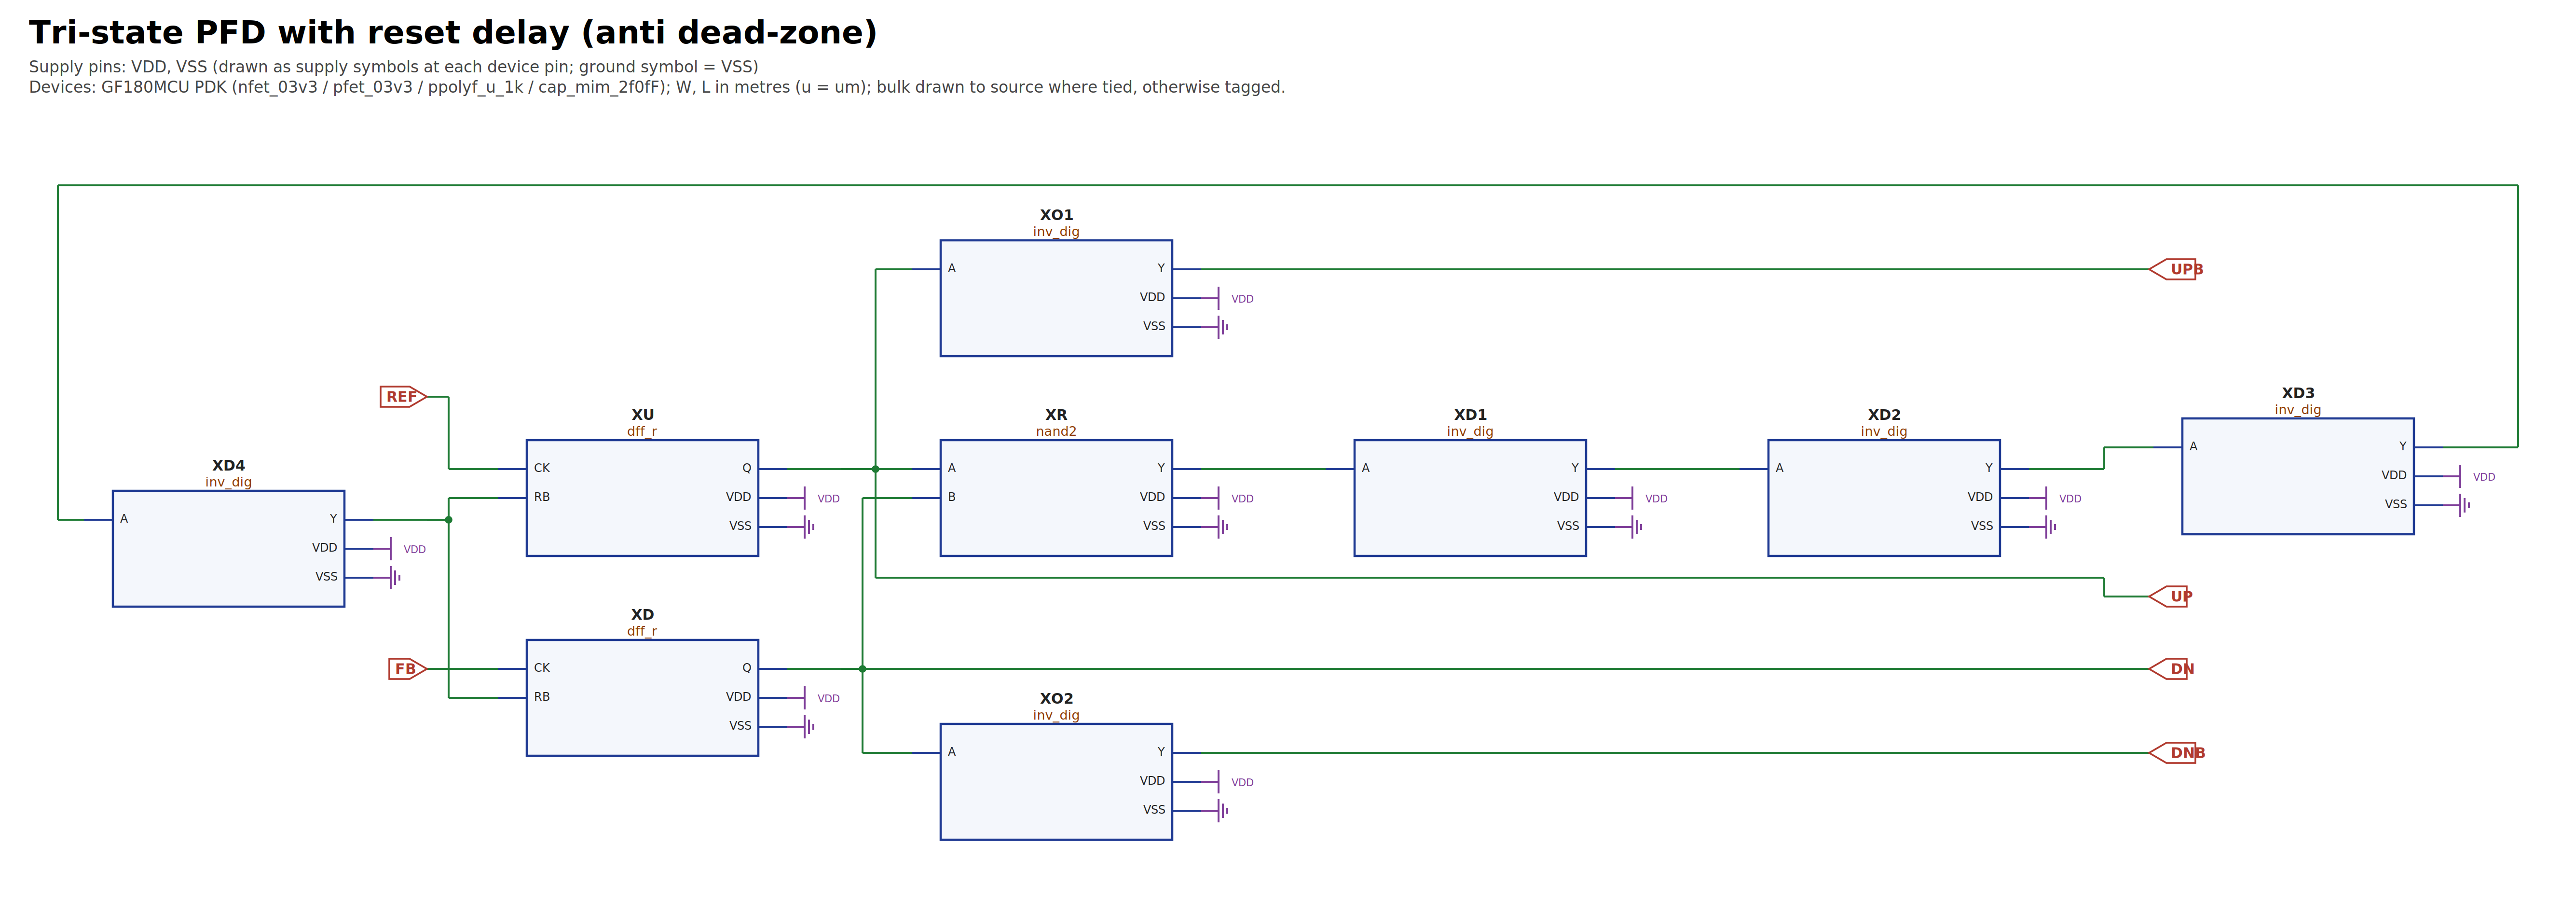 Tri-state PFD with reset delay (anti dead-zone)
Supply pins: VDD, VSS (drawn as supply symbols at each device pin; ground symbol = VSS)
Devices: GF180MCU PDK (nfet_03v3 / pfet_03v3 / ppolyf_u_1k / cap_mim_2f0fF); W, L in metres (u = um); bulk drawn to source where tied, otherwise tagged.
XO1
inv_dig
A
Y
VDD
VSS
VDD
UPB
REF
XD4
inv_dig
A
Y
VDD
VSS
VDD
XU
dff_r
CK
RB
Q
VDD
VSS
VDD
XR
nand2
A
B
Y
VDD
VSS
VDD
XD1
inv_dig
A
Y
VDD
VSS
VDD
XD2
inv_dig
A
Y
VDD
VSS
VDD
XD3
inv_dig
A
Y
VDD
VSS
VDD
UP
FB
XD
dff_r
CK
RB
Q
VDD
VSS
VDD
DN
XO2
inv_dig
A
Y
VDD
VSS
VDD
DNB